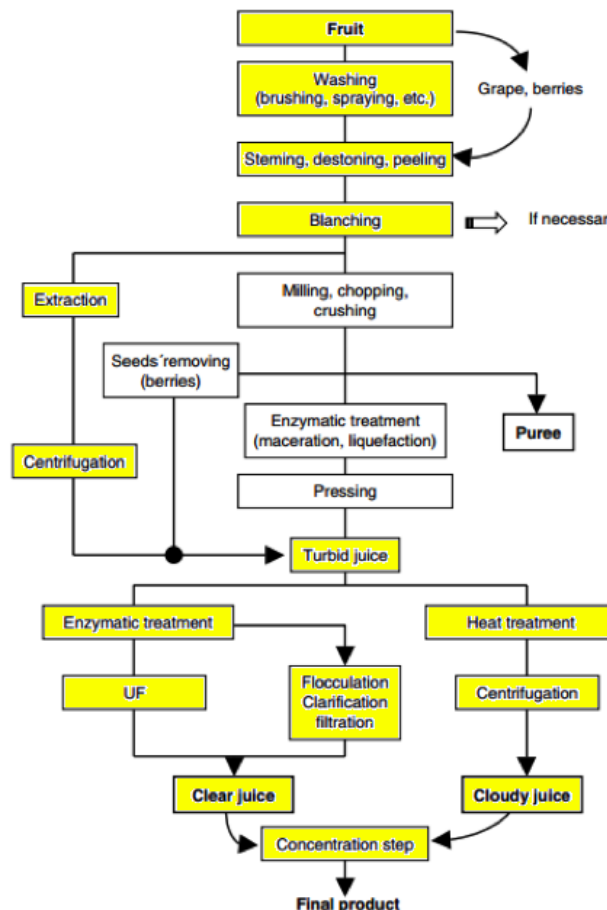 Fruit
Washing
(brushing, spraying, etc.)
Grape, berries
Steming, destoning, peeling
Blanching
If necessar
Extraction
Milling, chopping,
crushing
Seeds´removing
(berries)
Enzymatic treatment
(maceration, liquefaction)
Puree
Centrifugation
Pressing
Turbid juice
Enzymatic treatment
Heat treatment
UF
Flocculation
Clarification
filtration
Centrifugation
Clear juice
Cloudy juice
Concentration step
Final product